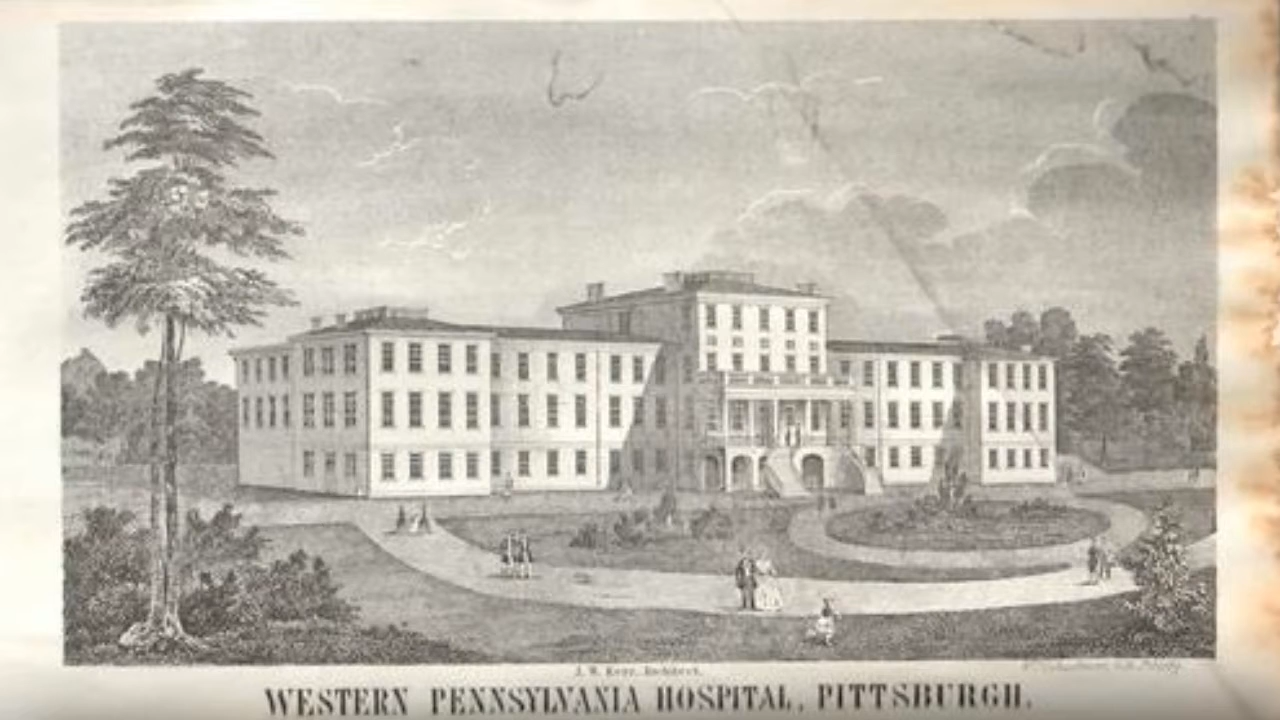 J. W. Kerr, Architect.
WESTERN PENNSYLVANIA HOSPITAL, PITTSBURGH.